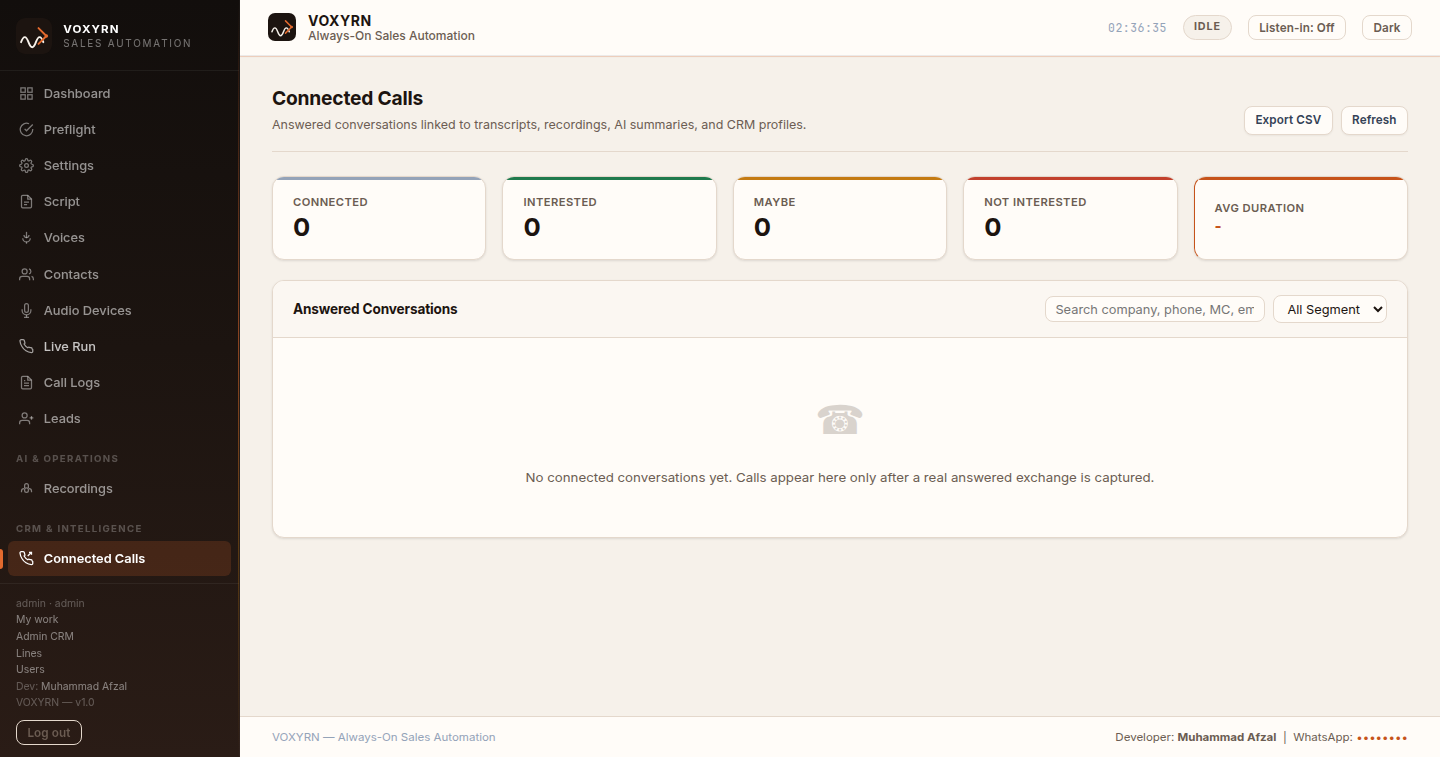 VOXYRN
SALES AUTOMATION
Dashboard
Preflight
Settings
Script
Voices
Contacts
Audio Devices
Live Run
Call Logs
Leads
AI & OPERATIONS
Recordings
CRM & INTELLIGENCE
Connected Calls
admin · admin
My work
Admin CRM
Lines
Users
Dev: Muhammad Afzal
VOXYRN — v1.0
Log out
VOXYRN
Always-On Sales Automation
02:36:35
IDLE
Listen-in: Off
Dark
Connected Calls
Answered conversations linked to transcripts, recordings, AI summaries, and CRM profiles.
Export CSV
Refresh
CONNECTED
0
INTERESTED
0
MAYBE
0
NOT INTERESTED
0
AVG DURATION
-
Answered Conversations
Search company, phone, MC, em
All Segment
No connected conversations yet. Calls appear here only after a real answered exchange is captured.
VOXYRN — Always-On Sales Automation
Developer: Muhammad Afzal | WhatsApp: ••••••••